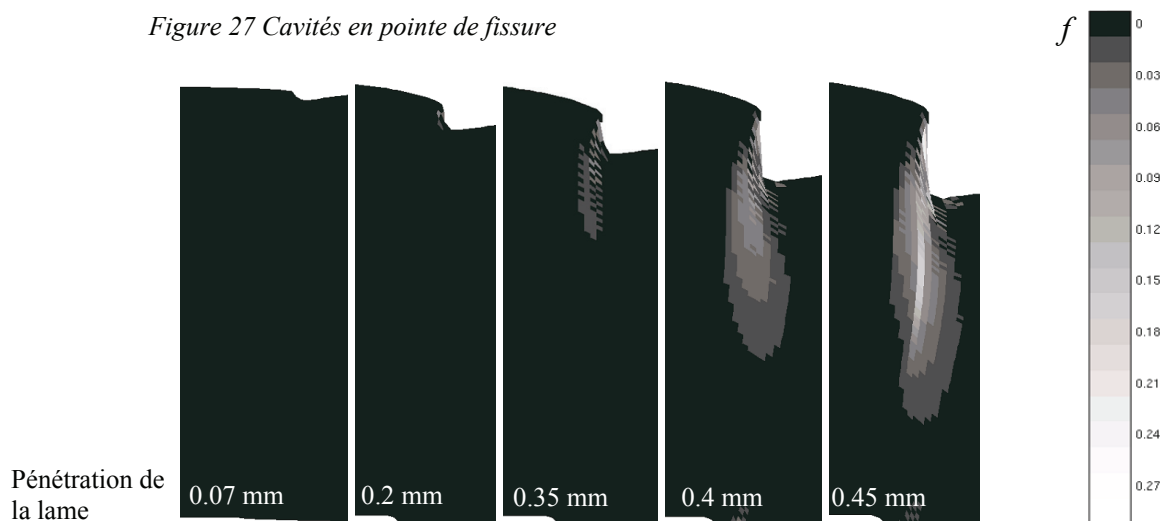 Figure 27 Cavités en pointe de fissure
f
0
0.03
0.06
0.09
0.12
0.15
0.18
0.21
0.24
0.27
Pénétration de
la lame
0.07 mm
0.2 mm
0.35 mm
0.4 mm
0.45 mm